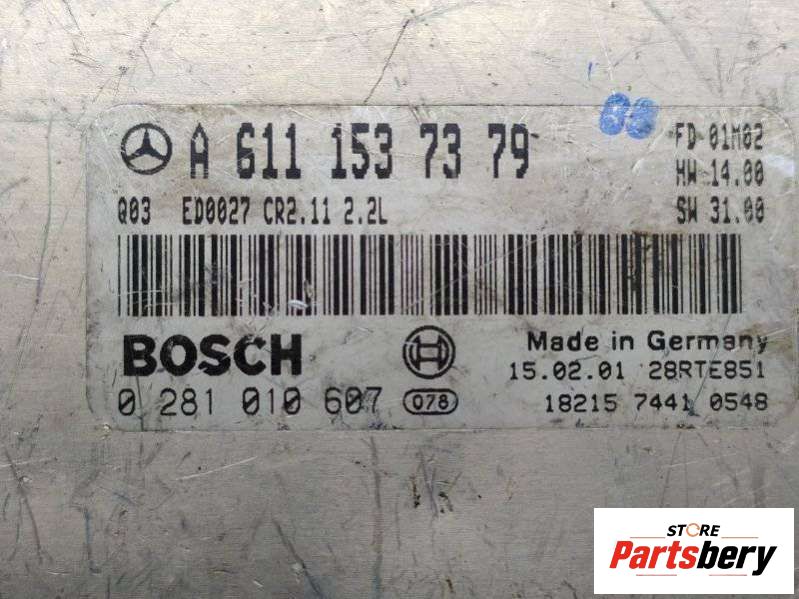 A 611 153 73 79
FD 01M02
HW 14.00
SW 31.00
Q03 ED0027 CR2.11 2.2L
BOSCH
Made in Germany
15.02.01 28RTE851
0 281 010 607 078
18215 7441 0548
STORE
Partsbery